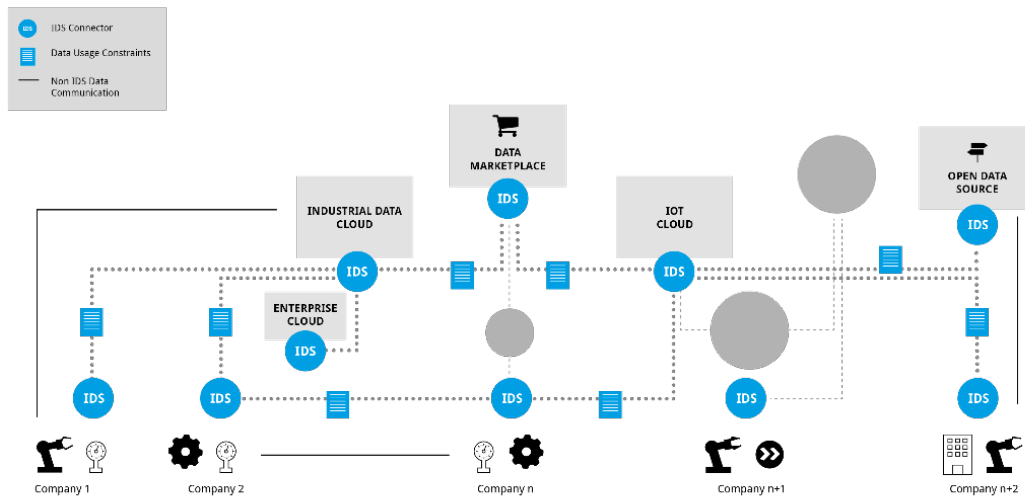 IDS
IDS Connector
Data Usage Constraints
Non IDS Data
Communication
DATA
MARKETPLACE
IDS
OPEN DATA
SOURCE
IDS
INDUSTRIAL DATA
CLOUD
IDS
IOT
CLOUD
IDS
ENTERPRISE
CLOUD
IDS
IDS
IDS
IDS
IDS
IDS
Company 1
Company 2
Company n
Company n+1
Company n+2